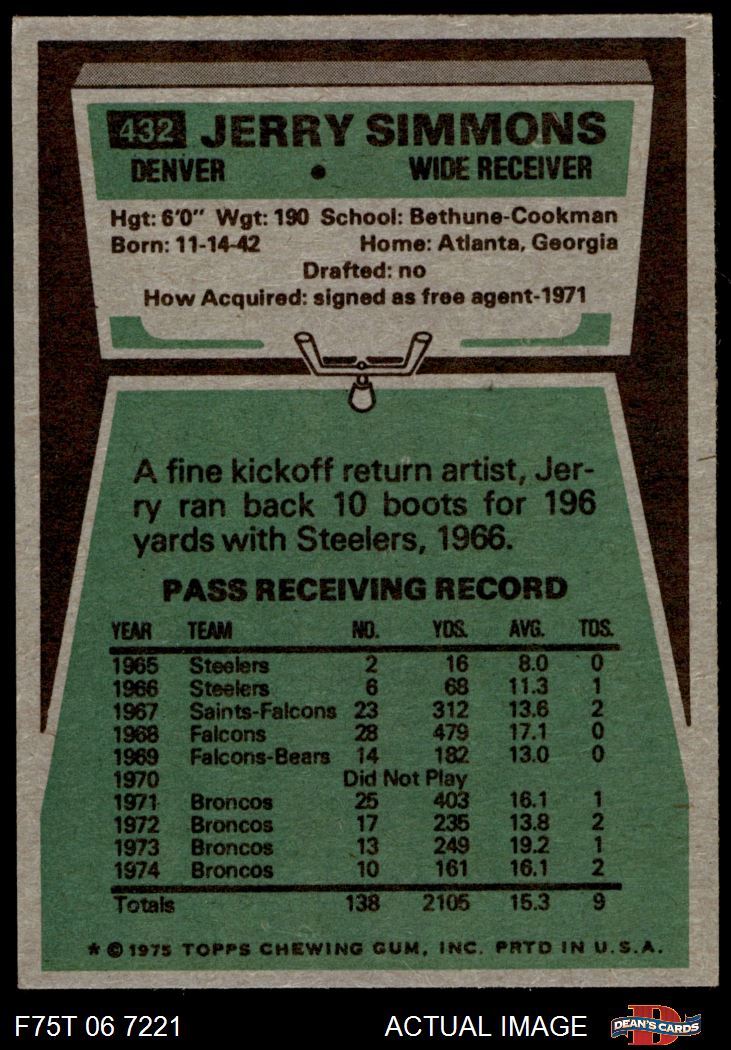 432 JERRY SIMMONS
DENVER • WIDE RECEIVER
Hgt: 6'0" Wgt: 190 School: Bethune-Cookman
Born: 11-14-42 Home: Atlanta, Georgia
Drafted: no
How Acquired: signed as free agent-1971
A fine kickoff return artist, Jer-
ry ran back 10 boots for 196
yards with Steelers, 1966.
PASS RECEIVING RECORD
YEAR TEAM NO. YDS. AVG. TDS.
1965 Steelers 2 16 8.0 0
1966 Steelers 6 68 11.3 1
1967 Saints-Falcons 23 312 13.6 2
1968 Falcons 28 479 17.1 0
1969 Falcons-Bears 14 182 13.0 0
1970 Did Not Play
1971 Broncos 25 403 16.1 1
1972 Broncos 17 235 13.8 2
1973 Broncos 13 249 19.2 1
1974 Broncos 10 161 16.1 2
Totals 138 2105 15.3 9
* © 1975 TOPPS CHEWING GUM, INC. PRTD IN U.S.A.
F75T 06 7221 ACTUAL IMAGE D DEAN'S CARDS